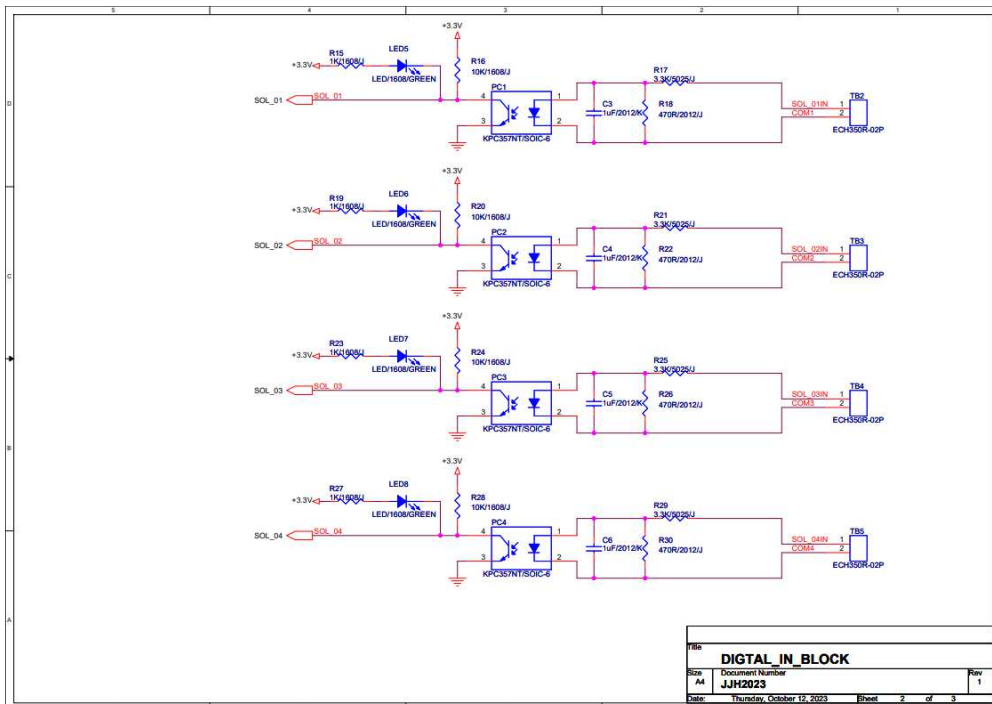 5 4 3 2 1
+3.3V
R15
1K/1608/J
LED5
+3.3V
LED/1608/GREEN
R16
10K/1608/J
SOL_01
SOL_01
PC1
4 1
3 2
KPC357NT/SOIC-6
C3
1uF/2012/K
R17
3.3K/5025/J
R18
470R/2012/J
SOL_01IN 1
COM1 2
TB2
ECH350R-02P
D
+3.3V
R19
1K/1608/J
LED6
+3.3V
LED/1608/GREEN
R20
10K/1608/J
SOL_02
SOL_02
PC2
4 1
3 2
KPC357NT/SOIC-6
C4
1uF/2012/K
R21
3.3K/5025/J
R22
470R/2012/J
SOL_02IN 1
COM2 2
TB3
ECH350R-02P
C
+3.3V
R23
1K/1608/J
LED7
+3.3V
LED/1608/GREEN
R24
10K/1608/J
SOL_03
SOL_03
PC3
4 1
3 2
KPC357NT/SOIC-6
C5
1uF/2012/K
R25
3.3K/5025/J
R26
470R/2012/J
SOL_03IN 1
COM3 2
TB4
ECH350R-02P
B
+3.3V
R27
1K/1608/J
LED8
+3.3V
LED/1608/GREEN
R28
10K/1608/J
SOL_04
SOL_04
PC4
4 1
3 2
KPC357NT/SOIC-6
C6
1uF/2012/K
R29
3.3K/5025/J
R30
470R/2012/J
SOL_04IN 1
COM4 2
TB5
ECH350R-02P
A
Title
DIGTAL_IN_BLOCK
Size Document Number Rev
A4 JJH2023 1
Date: Thursday, October 12, 2023 Sheet 2 of 3